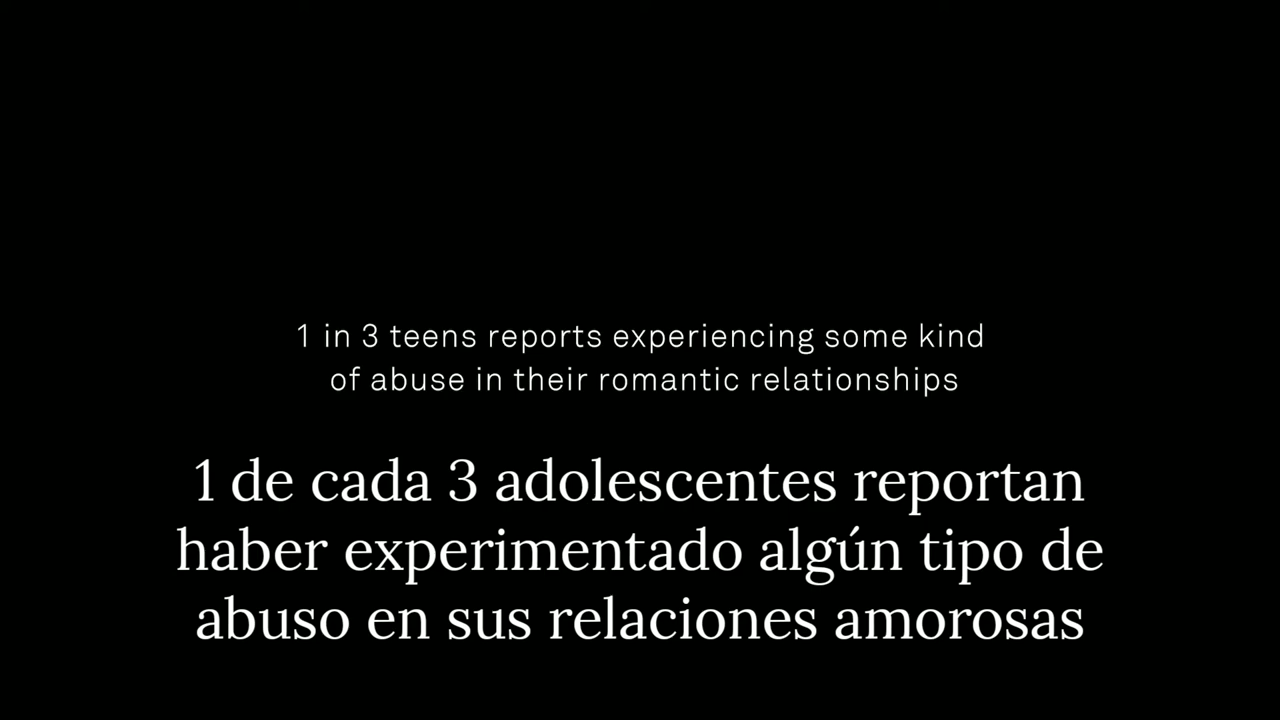 1 in 3 teens reports experiencing some kind
of abuse in their romantic relationships
1 de cada 3 adolescentes reportan
haber experimentado algún tipo de
abuso en sus relaciones amorosas